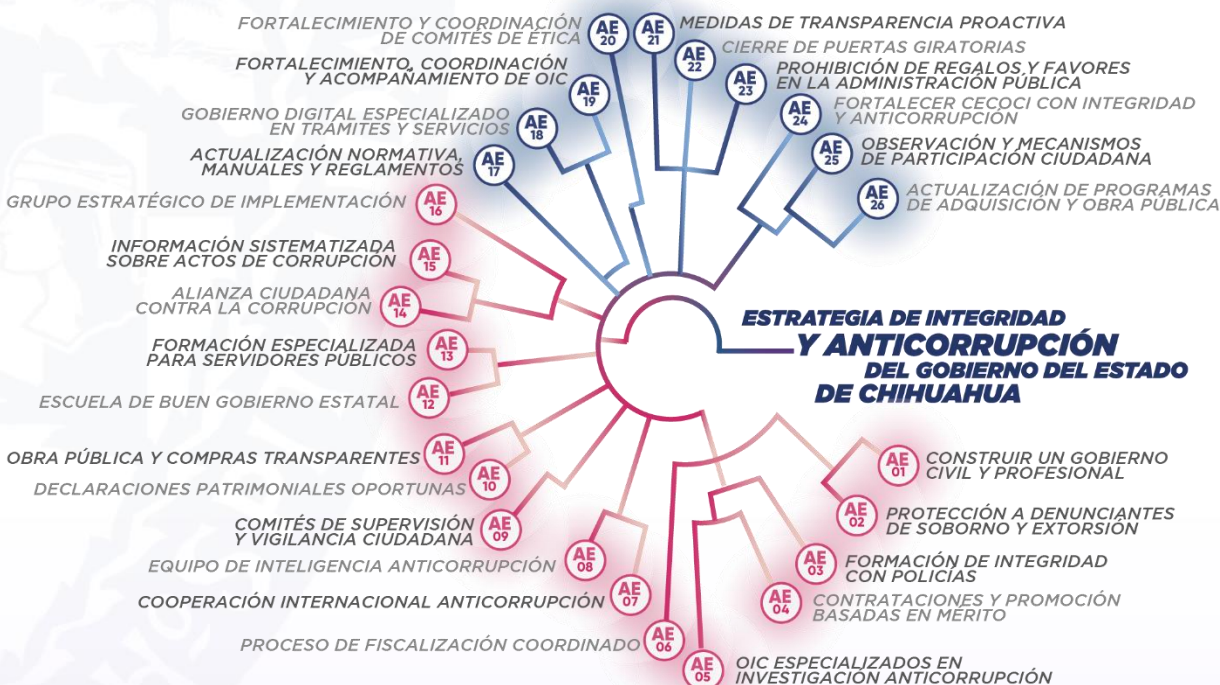 FORTALECIMIENTO Y COORDINACIÓN
DE COMITÉS DE ÉTICA
AE
20
AE
21
MEDIDAS DE TRANSPARENCIA PROACTIVA
AE
22
CIERRE DE PUERTAS GIRATORIAS
FORTALECIMIENTO, COORDINACIÓN
Y ACOMPAÑAMIENTO DE OIC
AE
19
AE
23
PROHIBICIÓN DE REGALOS Y FAVORES
EN LA ADMINISTRACIÓN PÚBLICA
GOBIERNO DIGITAL ESPECIALIZADO
EN TRÁMITES Y SERVICIOS
AE
18
AE
24
FORTALECER CECOCI CON INTEGRIDAD
Y ANTICORRUPCIÓN
ACTUALIZACIÓN NORMATIVA,
MANUALES Y REGLAMENTOS
AE
17
AE
25
OBSERVACIÓN Y MECANISMOS
DE PARTICIPACIÓN CIUDADANA
GRUPO ESTRATÉGICO DE IMPLEMENTACIÓN
AE
16
AE
26
ACTUALIZACIÓN DE PROGRAMAS
DE ADQUISICIÓN Y OBRA PÚBLICA
INFORMACIÓN SISTEMATIZADA
SOBRE ACTOS DE CORRUPCIÓN
AE
15
ALIANZA CIUDADANA
CONTRA LA CORRUPCIÓN
AE
14
ESTRATEGIA DE INTEGRIDAD
Y ANTICORRUPCIÓN
DEL GOBIERNO DEL ESTADO
DE CHIHUAHUA
FORMACIÓN ESPECIALIZADA
PARA SERVIDORES PÚBLICOS
AE
13
ESCUELA DE BUEN GOBIERNO ESTATAL
AE
12
OBRA PÚBLICA Y COMPRAS TRANSPARENTES
AE
11
AE
01
CONSTRUIR UN GOBIERNO
CIVIL Y PROFESIONAL
DECLARACIONES PATRIMONIALES OPORTUNAS
AE
10
AE
02
PROTECCIÓN A DENUNCIANTES
DE SOBORNO Y EXTORSIÓN
COMITÉS DE SUPERVISIÓN
Y VIGILANCIA CIUDADANA
AE
09
AE
03
FORMACIÓN DE INTEGRIDAD
CON POLICÍAS
EQUIPO DE INTELIGENCIA ANTICORRUPCIÓN
AE
08
AE
04
CONTRATACIONES Y PROMOCIÓN
BASADAS EN MÉRITO
COOPERACIÓN INTERNACIONAL ANTICORRUPCIÓN
AE
07
PROCESO DE FISCALIZACIÓN COORDINADO
AE
06
AE
05
OIC ESPECIALIZADOS EN
INVESTIGACIÓN ANTICORRUPCIÓN